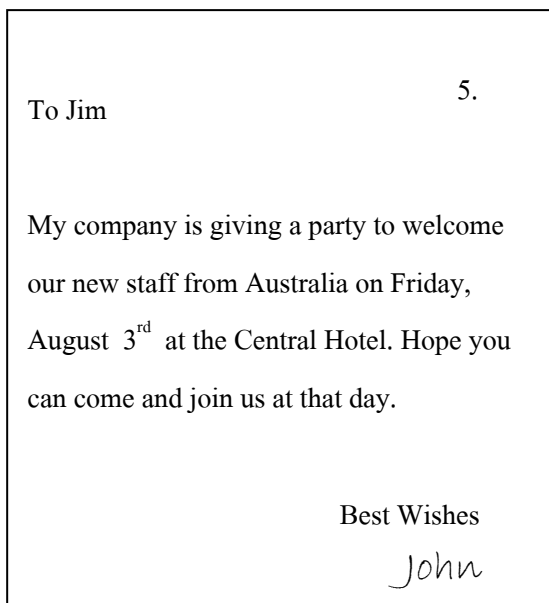 5.
To Jim
My company is giving a party to welcome
our new staff from Australia on Friday,
August 3rd at the Central Hotel. Hope you
can come and join us at that day.
Best Wishes
John